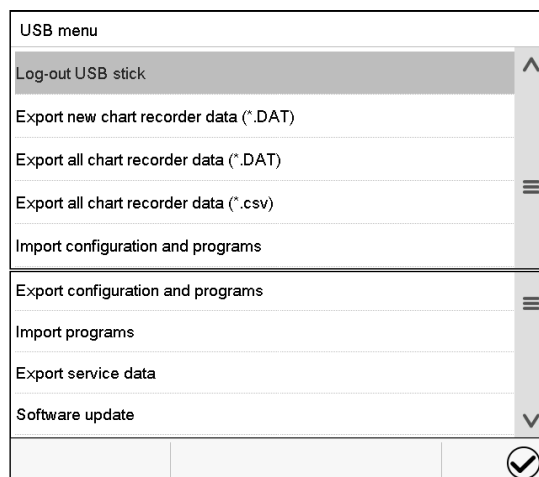 USB menu
Log-out USB stick
Export new chart recorder data (*.DAT)
Export all chart recorder data (*.DAT)
Export all chart recorder data (*.csv)
Import configuration and programs
Export configuration and programs
Import programs
Export service data
Software update